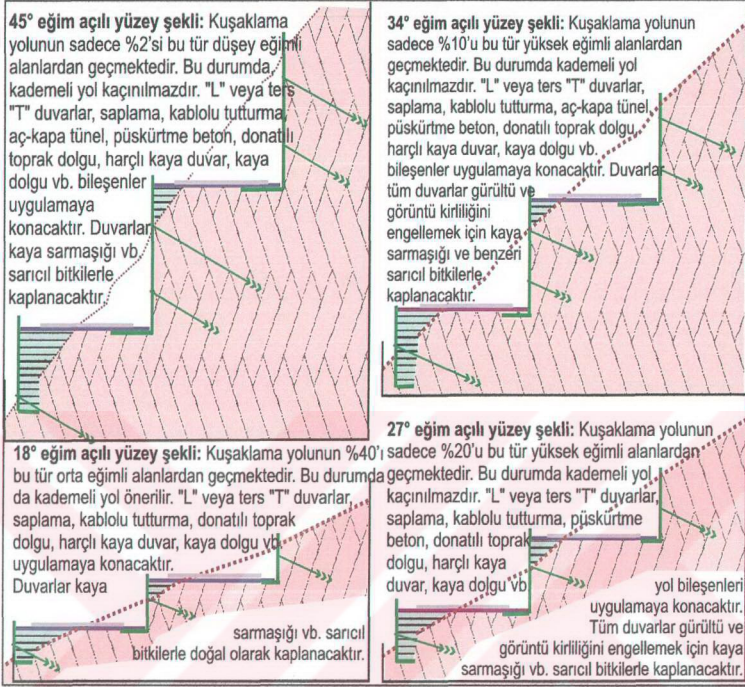 45° eğim açılı yüzey şekli: Kuşaklama
yolunun sadece %2'si bu tür düşey eğimli
alanlardan geçmektedir. Bu durumda
kademeli yol kaçınılmazdır. "L" veya ters
"T" duvarlar, saplama, kablolu tutturma,
aç-kapa tünel, püskürtme beton, donatılı
toprak dolgu, harçlı kaya duvar, kaya
dolgu vb. bileşenler
uygulamaya
konacaktır. Duvarlar
kaya sarmaşığı vb.
sarıcıl bitkilerle
kaplanacaktır.
34° eğim açılı yüzey şekli: Kuşaklama yolunun
sadece %10'u bu tür yüksek eğimli alanlardan
geçmektedir. Bu durumda kademeli yol
kaçınılmazdır. "L" veya ters "T" duvarlar,
saplama, kablolu tutturma, aç-kapa tünel,
püskürtme beton, donatılı toprak dolgu,
harçlı kaya duvar, kaya dolgu vb.
bileşenler uygulamaya konacaktır. Duvarlar
tüm duvarlar gürültü ve
görüntü kirliliğini
engellemek için kaya
sarmaşığı ve benzeri
sarıcıl bitkilerle
kaplanacaktır.
18° eğim açılı yüzey şekli: Kuşaklama yolunun %40'ı
bu tür orta eğimli alanlardan geçmektedir. Bu durumda
da kademeli yol önerilir. "L" veya ters "T" duvarlar,
saplama, kablolu tutturma, donatılı toprak
dolgu, harçlı kaya duvar, kaya dolgu vb
uygulamaya konacaktır.
Duvarlar kaya
sarmaşığı vb. sarıcıl
bitkilerle doğal olarak kaplanacaktır.
27° eğim açılı yüzey şekli: Kuşaklama yolunun
sadece %20'u bu tür yüksek eğimli alanlardan
geçmektedir. Bu durumda kademeli yol
kaçınılmazdır. "L" veya ters "T" duvarlar,
saplama, kablolu tutturma, püskürtme
beton, donatılı toprak
dolgu, harçlı kaya
duvar, kaya dolgu vb
yol bileşenleri
uygulamaya konacaktır.
Tüm duvarlar gürültü ve
görüntü kirliliğini engellemek için kaya
sarmaşığı vb. sarıcıl bitkilerle kaplanacaktır.